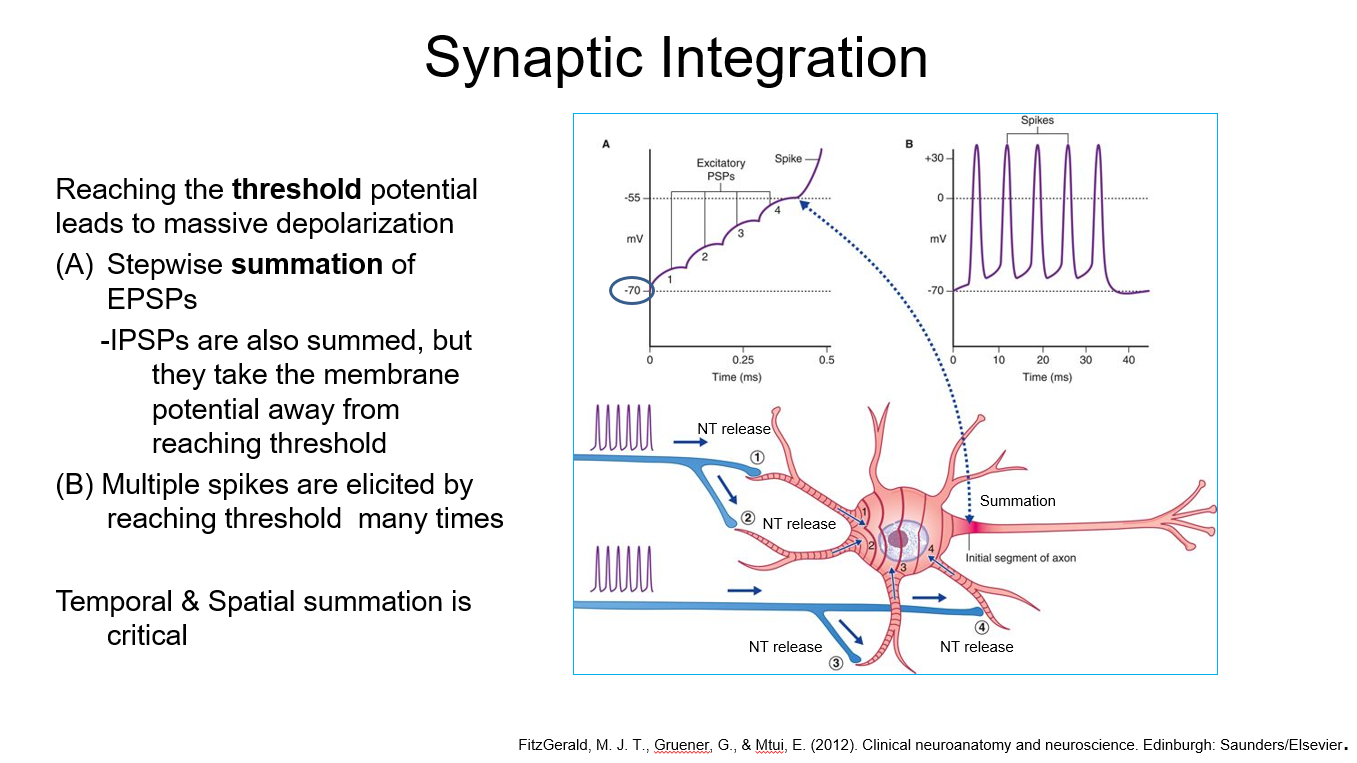 Synaptic Integration
Reaching the threshold potential
leads to massive depolarization
(A) Stepwise summation of
EPSPs
-IPSPs are also summed, but
they take the membrane
potential away from
reaching threshold
(B) Multiple spikes are elicited by
reaching threshold many times
Temporal & Spatial summation is
critical
A
Excitatory
PSPs
Spike
-55
mV
-70
1
2
3
4
0
0.25
0.5
Time (ms)
B
Spikes
+30
0
mV
-70
0
10
20
30
40
Time (ms)
NT release
1
2
NT release
1
2
3
4
Summation
Initial segment of axon
NT release
3
4
NT release
FitzGerald, M. J. T., Gruener, G., & Mtui, E. (2012). Clinical neuroanatomy and neuroscience. Edinburgh: Saunders/Elsevier.